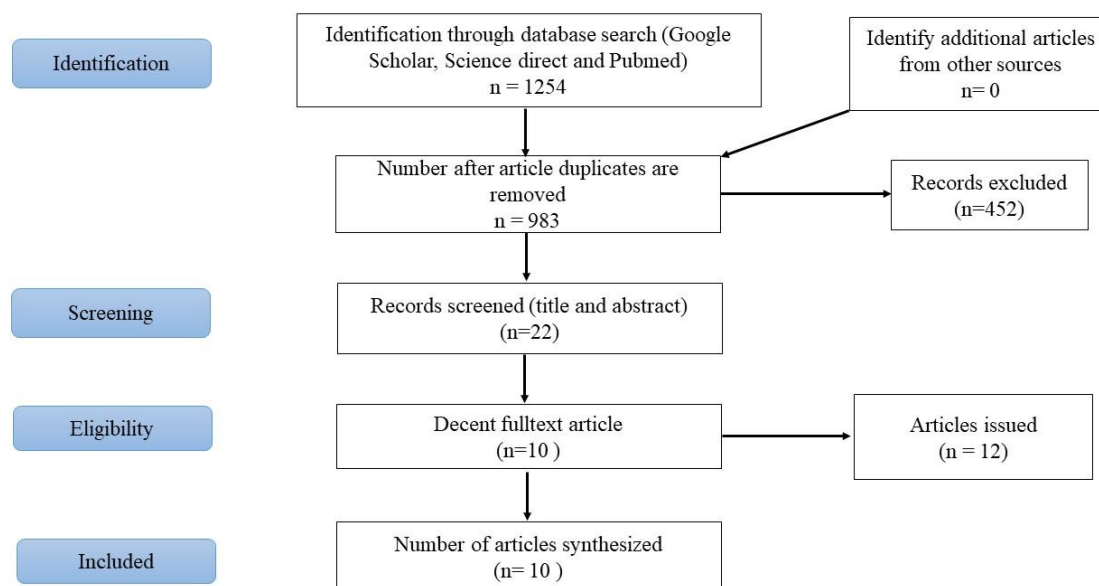 Identification
Identification through database search (Google
Scholar, Science direct and Pubmed)
n = 1254
Identify additional articles
from other sources
n= 0
Number after article duplicates are
removed
n = 983
Records excluded
(n=452)
Screening
Records screened (title and abstract)
(n=22)
Eligibility
Decent fulltext article
(n=10 )
Articles issued
(n = 12)
Included
Number of articles synthesized
(n= 10 )